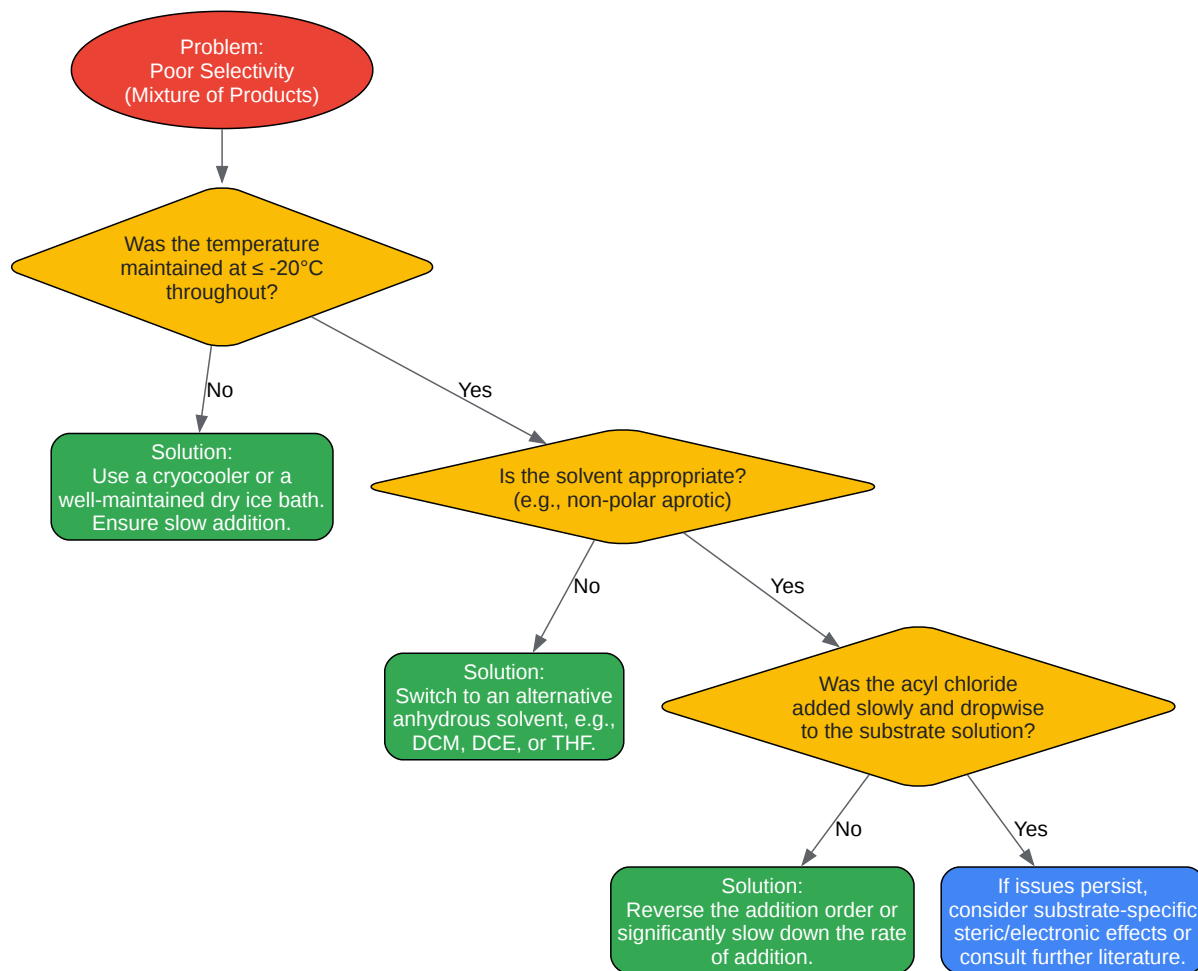 Problem:
Poor Selectivity
(Mixture of Products)
Was the temperature
maintained at ≤ -20°C
throughout?
No
Yes
Solution:
Use a cryocooler or a
well-maintained dry ice bath.
Ensure slow addition.
Is the solvent appropriate?
(e.g., non-polar aprotic)
No
Yes
Solution:
Switch to an alternative
anhydrous solvent, e.g.,
DCM, DCE, or THF.
Was the acyl chloride
added slowly and dropwise
to the substrate solution?
No
Yes
Solution:
Reverse the addition order or
significantly slow down the rate
of addition.
If issues persist,
consider substrate-specific
steric/electronic effects or
consult further literature.